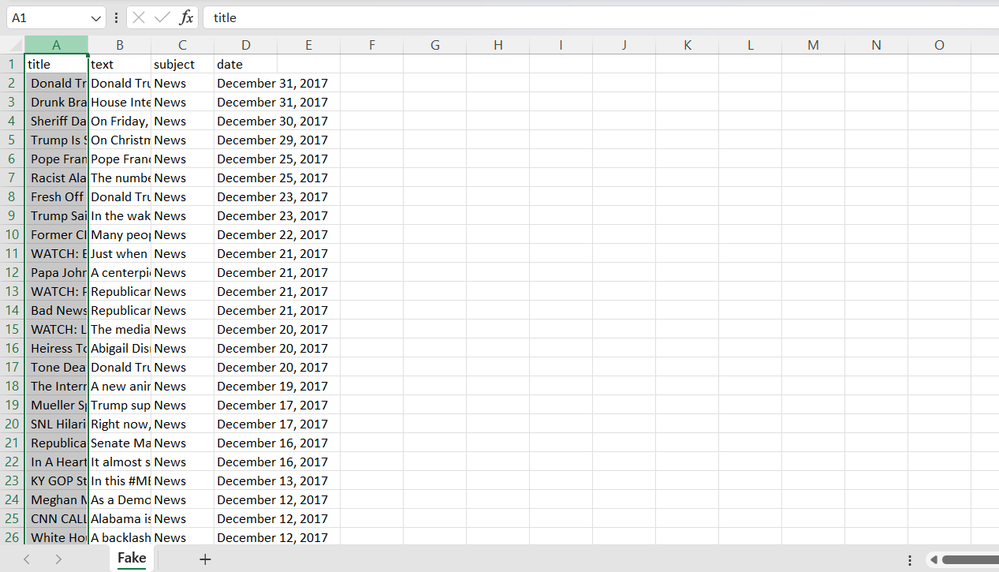 A1 fx title
A B C D E F G H I J K L M N O
1 title text subject date
2 Donald Tr Donald Tru News December 31, 2017
3 Drunk Bra House Inte News December 31, 2017
4 Sheriff Da On Friday, News December 30, 2017
5 Trump Is S On Christm News December 29, 2017
6 Pope Fran Pope Franc News December 25, 2017
7 Racist Ala The numbe News December 25, 2017
8 Fresh Off Donald Tru News December 23, 2017
9 Trump Sai In the wak News December 23, 2017
10 Former CI Many peop News December 22, 2017
11 WATCH: B Just when News December 21, 2017
12 Papa John A centerpi News December 21, 2017
13 WATCH: P Republican News December 21, 2017
14 Bad News Republican News December 21, 2017
15 WATCH: L The media News December 20, 2017
16 Heiress To Abigail Disn News December 20, 2017
17 Tone Dea Donald Tru News December 20, 2017
18 The Intern A new anim News December 19, 2017
19 Mueller Sp Trump sup News December 17, 2017
20 SNL Hilari Right now, News December 17, 2017
21 Republica Senate Ma News December 16, 2017
22 In A Heart It almost s News December 16, 2017
23 KY GOP St In this #ME News December 13, 2017
24 Meghan M As a Demo News December 12, 2017
25 CNN CALL Alabama is News December 12, 2017
26 White Hou A backlash News December 12, 2017
Fake +